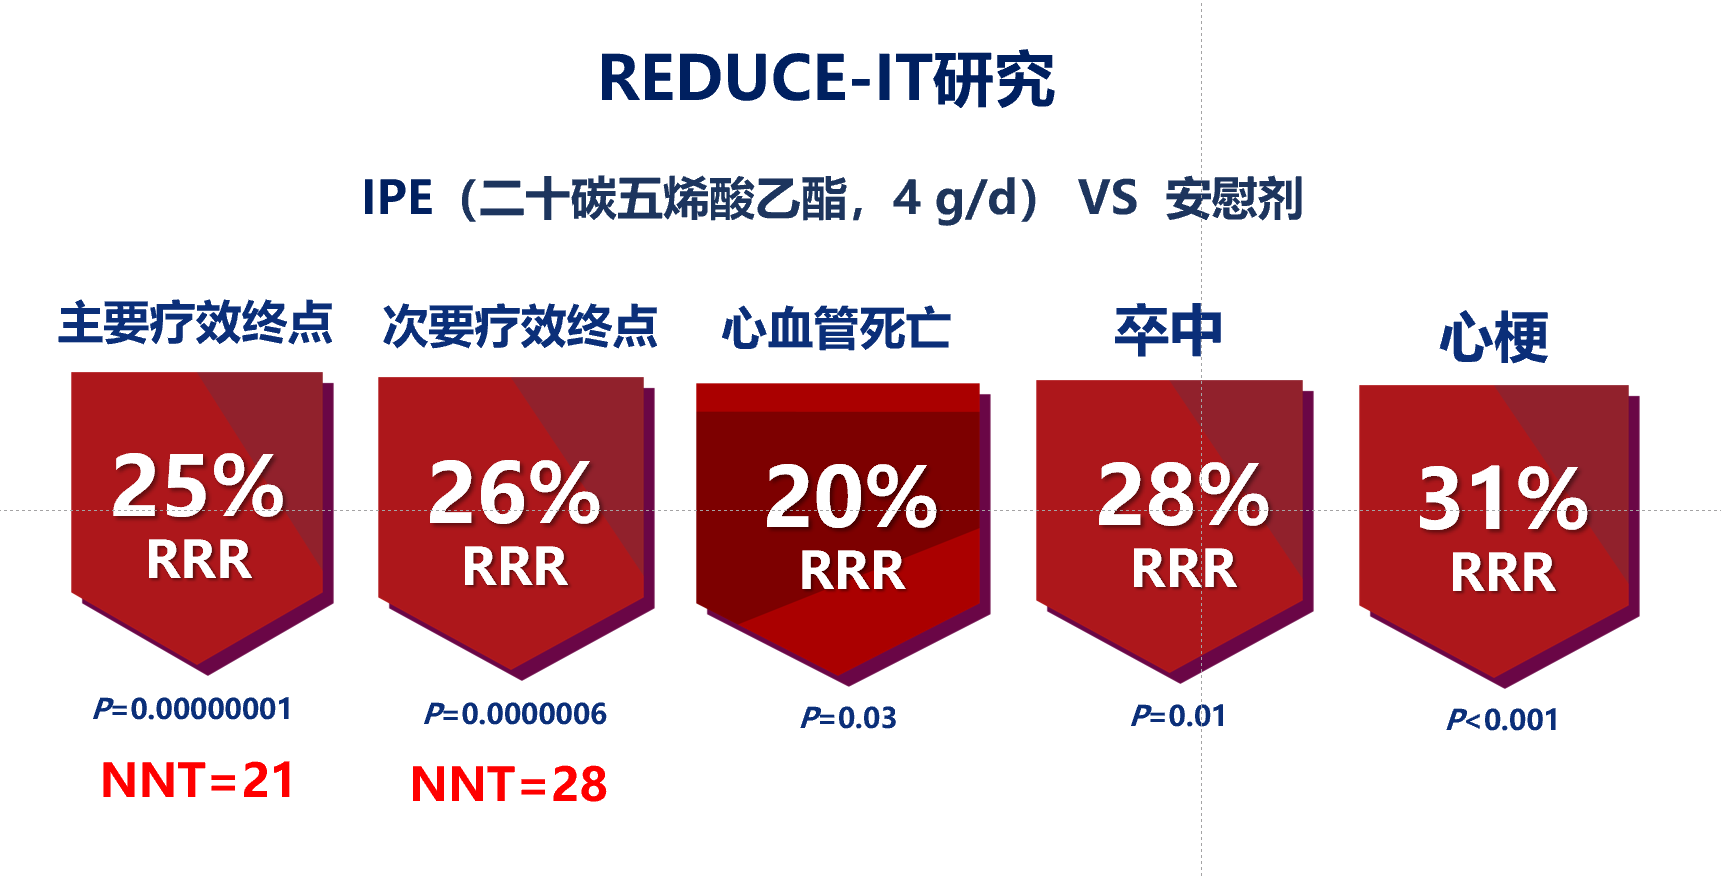 REDUCE-IT研究
IPE（二十碳五烯酸乙酯，4 g/d） VS 安慰剂
主要疗效终点 次要疗效终点 心血管死亡 卒中 心梗
25% 26% 20% 28% 31%
RRR RRR RRR RRR RRR
P=0.00000001 P=0.0000006 P=0.03 P=0.01 P<0.001
NNT=21 NNT=28